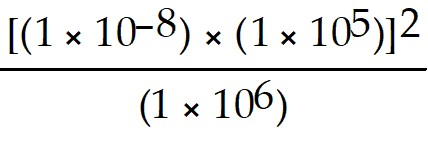 [(1 × 10⁻⁸) × (1 × 10⁵)]²
(1 × 10⁶)